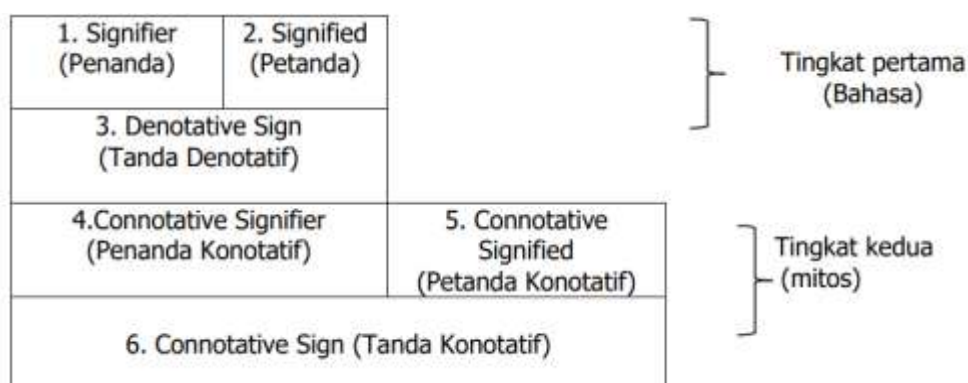 1. Signifier
(Penanda)
2. Signified
(Petanda)
Tingkat pertama
(Bahasa)
3. Denotative Sign
(Tanda Denotatif)
4.Connotative Signifier
(Penanda Konotatif)
5. Connotative
Signified
(Petanda Konotatif)
Tingkat kedua
(mitos)
6. Connotative Sign (Tanda Konotatif)